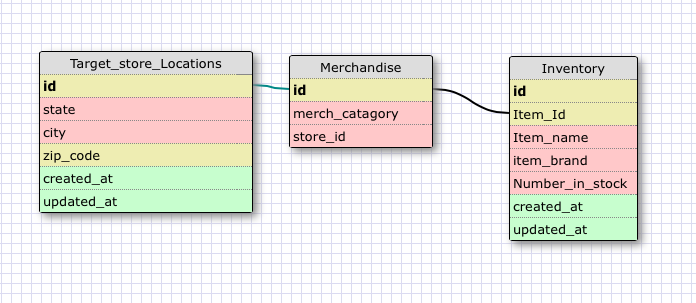 Target_store_Locations
id
state
city
zip_code
created_at
updated_at
Merchandise
id
merch_catagory
store_id
Inventory
id
Item_Id
Item_name
item_brand
Number_in_stock
created_at
updated_at